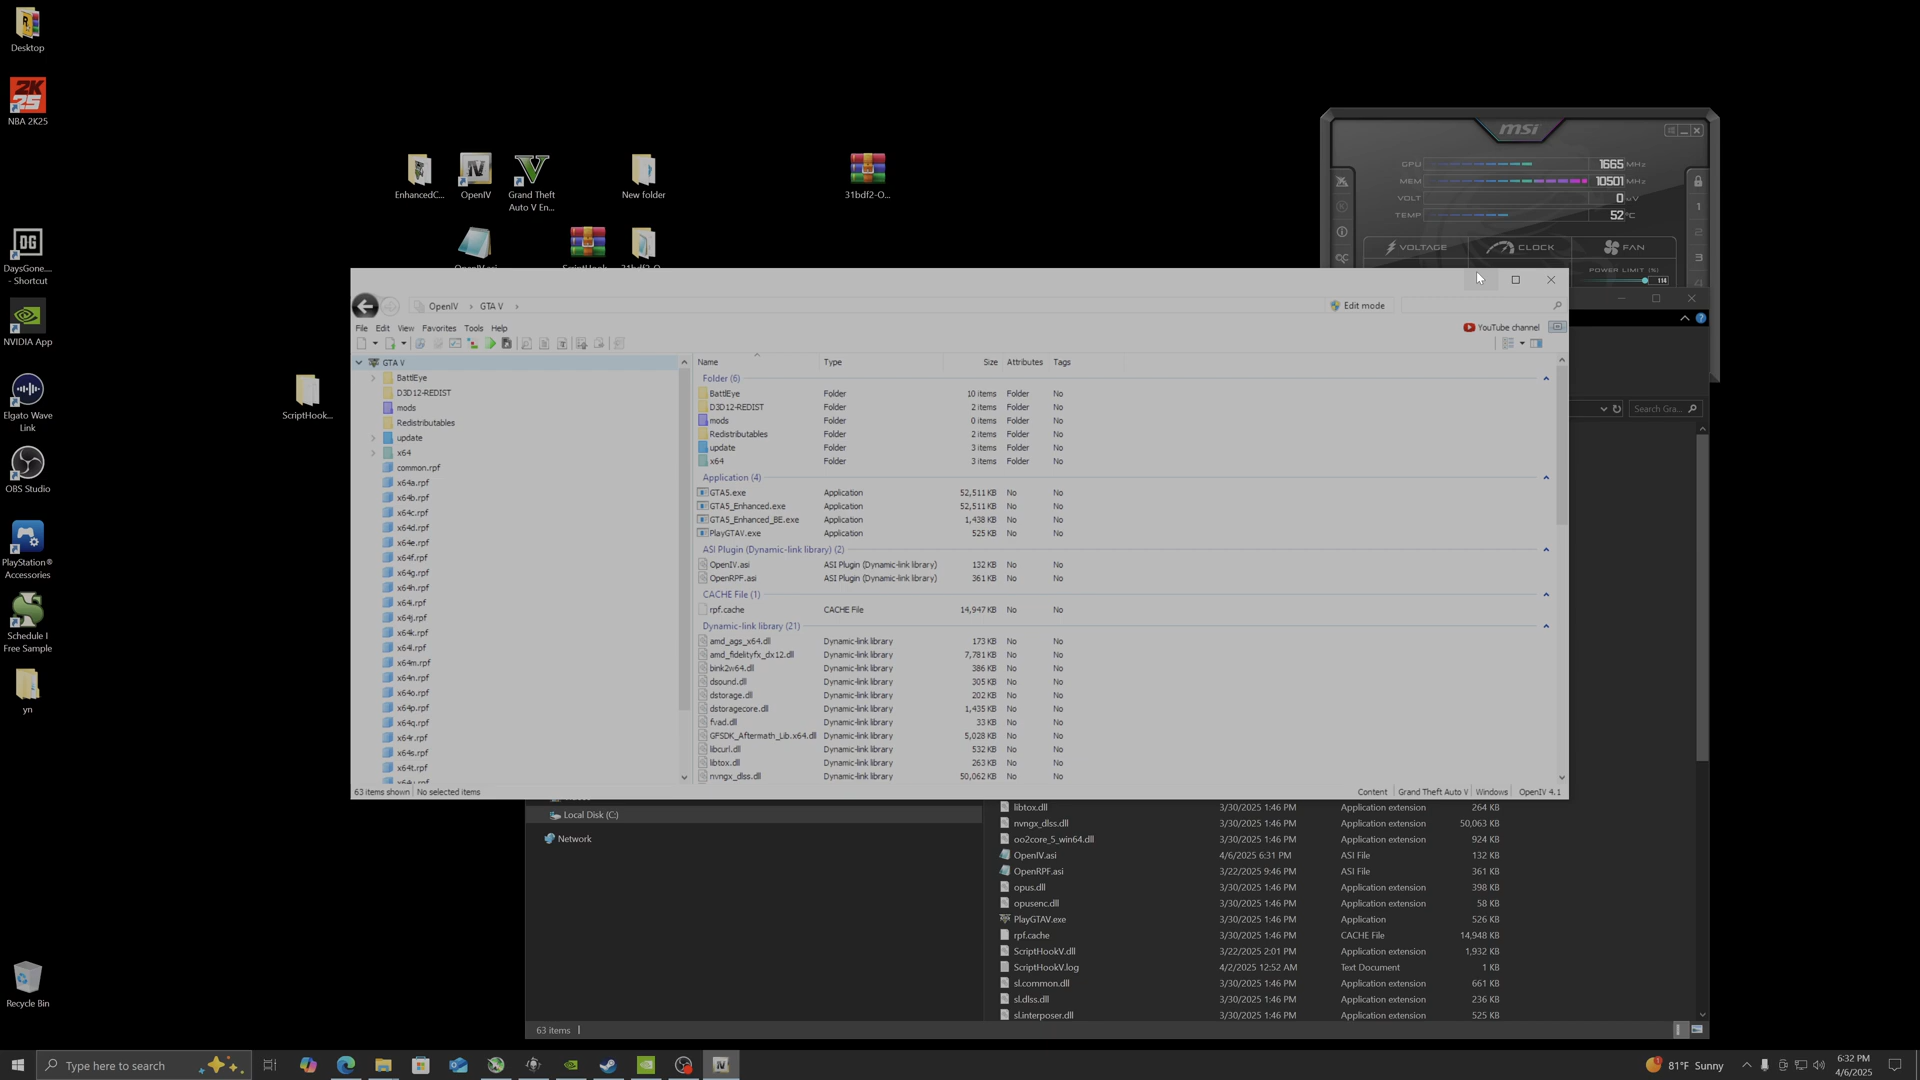 Desktop
NBA 2K25
DaysGone....
- Shortcut
NVIDIA App
Elgato Wave
Link
OBS Studio
PlayStation®
Accessories
Schedule I
Free Sample
yn
Recycle Bin
EnhancedC...
OpenIV
Grand Theft
Auto V En...
New folder
31bdf2-O...
ScriptHook...
msi
GPU 1665 MHz
MEM 10501 MHz
VOLT 0
TEMP 52 °C
VOLTAGE CLOCK FAN
POWER LIMIT (%)
114
1
2
3
OpenIV > GTA V >
Edit mode
File Edit View Favorites Tools Help
YouTube channel
GTA V
BattlEye
D3D12-REDIST
mods
Redistributables
update
x64
common.rpf
x64a.rpf
x64b.rpf
x64c.rpf
x64d.rpf
x64e.rpf
x64f.rpf
x64g.rpf
x64h.rpf
x64i.rpf
x64j.rpf
x64k.rpf
x64l.rpf
x64m.rpf
x64n.rpf
x64o.rpf
x64p.rpf
x64q.rpf
x64r.rpf
x64s.rpf
x64t.rpf
Name Type Size Attributes Tags
Folder (6)
BattlEye Folder 10 items Folder No
D3D12-REDIST Folder 2 items Folder No
mods Folder 0 items Folder No
Redistributables Folder 2 items Folder No
update Folder 3 items Folder No
x64 Folder 3 items Folder No
Application (4)
GTA5.exe Application 52,511 KB No No
GTA5_Enhanced.exe Application 52,511 KB No No
GTA5_Enhanced_BE.exe Application 1,438 KB No No
PlayGTAV.exe Application 525 KB No No
ASI Plugin (Dynamic-link library) (2)
OpenIV.asi ASI Plugin (Dynamic-link library) 132 KB No No
OpenRPF.asi ASI Plugin (Dynamic-link library) 361 KB No No
CACHE File (1)
rpf.cache CACHE File 14,947 KB No No
Dynamic-link library (21)
amd_ags_x64.dll Dynamic-link library 173 KB No No
amd_fidelityfx_dx12.dll Dynamic-link library 7,781 KB No No
bink2w64.dll Dynamic-link library 386 KB No No
dsound.dll Dynamic-link library 305 KB No No
dstorage.dll Dynamic-link library 202 KB No No
dstoragecore.dll Dynamic-link library 1,435 KB No No
fvad.dll Dynamic-link library 33 KB No No
GFSDK_Aftermath_Lib.x64.dll Dynamic-link library 5,028 KB No No
libcurl.dll Dynamic-link library 532 KB No No
libtox.dll Dynamic-link library 263 KB No No
nvngx_dlss.dll Dynamic-link library 50,062 KB No No
63 items shown No selected items
Content Grand Theft Auto V Windows OpenIV 4.1
Search Gra...
Local Disk (C:)
Network
libtox.dll 3/30/2025 1:46 PM Application extension 264 KB
nvngx_dlss.dll 3/30/2025 1:46 PM Application extension 50,063 KB
oo2core_5_win64.dll 3/30/2025 1:46 PM Application extension 924 KB
OpenIV.asi 4/6/2025 6:31 PM ASI File 132 KB
OpenRPF.asi 3/22/2025 9:46 PM ASI File 361 KB
opus.dll 3/30/2025 1:46 PM Application extension 398 KB
opusenc.dll 3/30/2025 1:46 PM Application extension 58 KB
PlayGTAV.exe 3/30/2025 1:46 PM Application 526 KB
rpf.cache 3/30/2025 1:46 PM CACHE File 14,948 KB
ScriptHookV.dll 3/22/2025 2:01 PM Application extension 1,932 KB
ScriptHookV.log 4/2/2025 12:52 AM Text Document 1 KB
sl.common.dll 3/30/2025 1:46 PM Application extension 661 KB
sl.dlss.dll 3/30/2025 1:46 PM Application extension 236 KB
sl.interposer.dll 3/30/2025 1:46 PM Application extension 525 KB
63 items
Type here to search
81°F Sunny
6:32 PM
4/6/2025